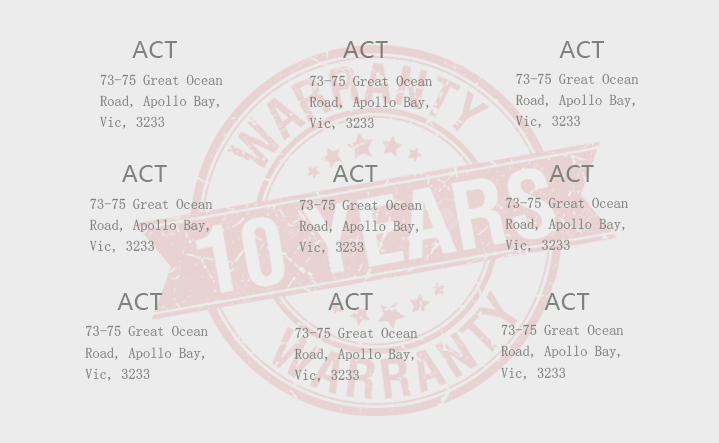 ACT
73-75 Great Ocean
Road, Apollo Bay,
Vic, 3233
ACT
73-75 Great Ocean
Road, Apollo Bay,
Vic, 3233
ACT
73-75 Great Ocean
Road, Apollo Bay,
Vic, 3233
ACT
73-75 Great Ocean
Road, Apollo Bay,
Vic, 3233
ACT
73-75 Great Ocean
Road, Apollo Bay,
Vic, 3233
ACT
73-75 Great Ocean
Road, Apollo Bay,
Vic, 3233
ACT
73-75 Great Ocean
Road, Apollo Bay,
Vic, 3233
ACT
73-75 Great Ocean
Road, Apollo Bay,
Vic, 3233
ACT
73-75 Great Ocean
Road, Apollo Bay,
Vic, 3233
WARRANTY
10 YEARS
WARRANTY